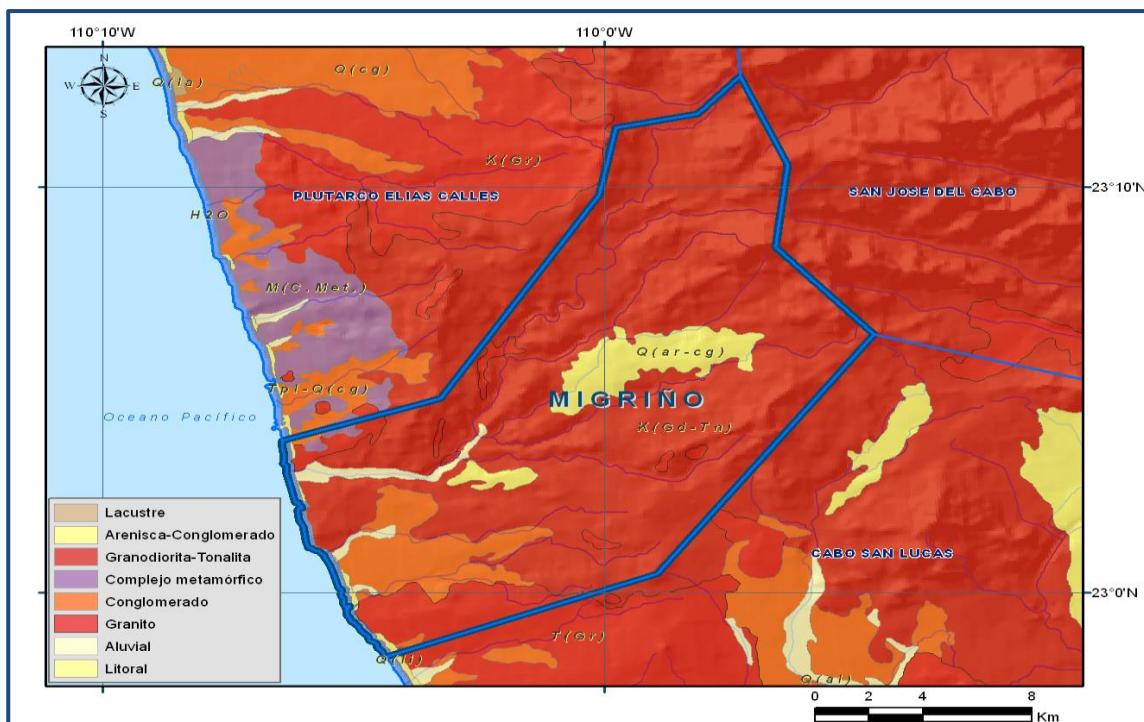 110°10'W
110°0'W
N
W
E
S
Q(la)
Q(cg)
K(Gr)
PLUTARCO ELIAS CALLES
SAN JOSE DEL CABO
23°10'N
H2O
M(C.Met.)
Q(ar-cg)
Tpl-Q(cg)
MIGRIÑO
Oceano Pacífico
K(Gd-Tn)
Lacustre
Arenisca-Conglomerado
Granodiorita-Tonalita
Complejo metamórfico
Conglomerado
Granito
Aluvial
Litoral
CABO SAN LUCAS
23°0'N
T(Gr)
Q(li)
Q(al)
0 2 4 8
Km